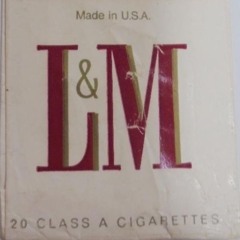 Made in U.S.A.
L&M
20 CLASS A CIGARETTES